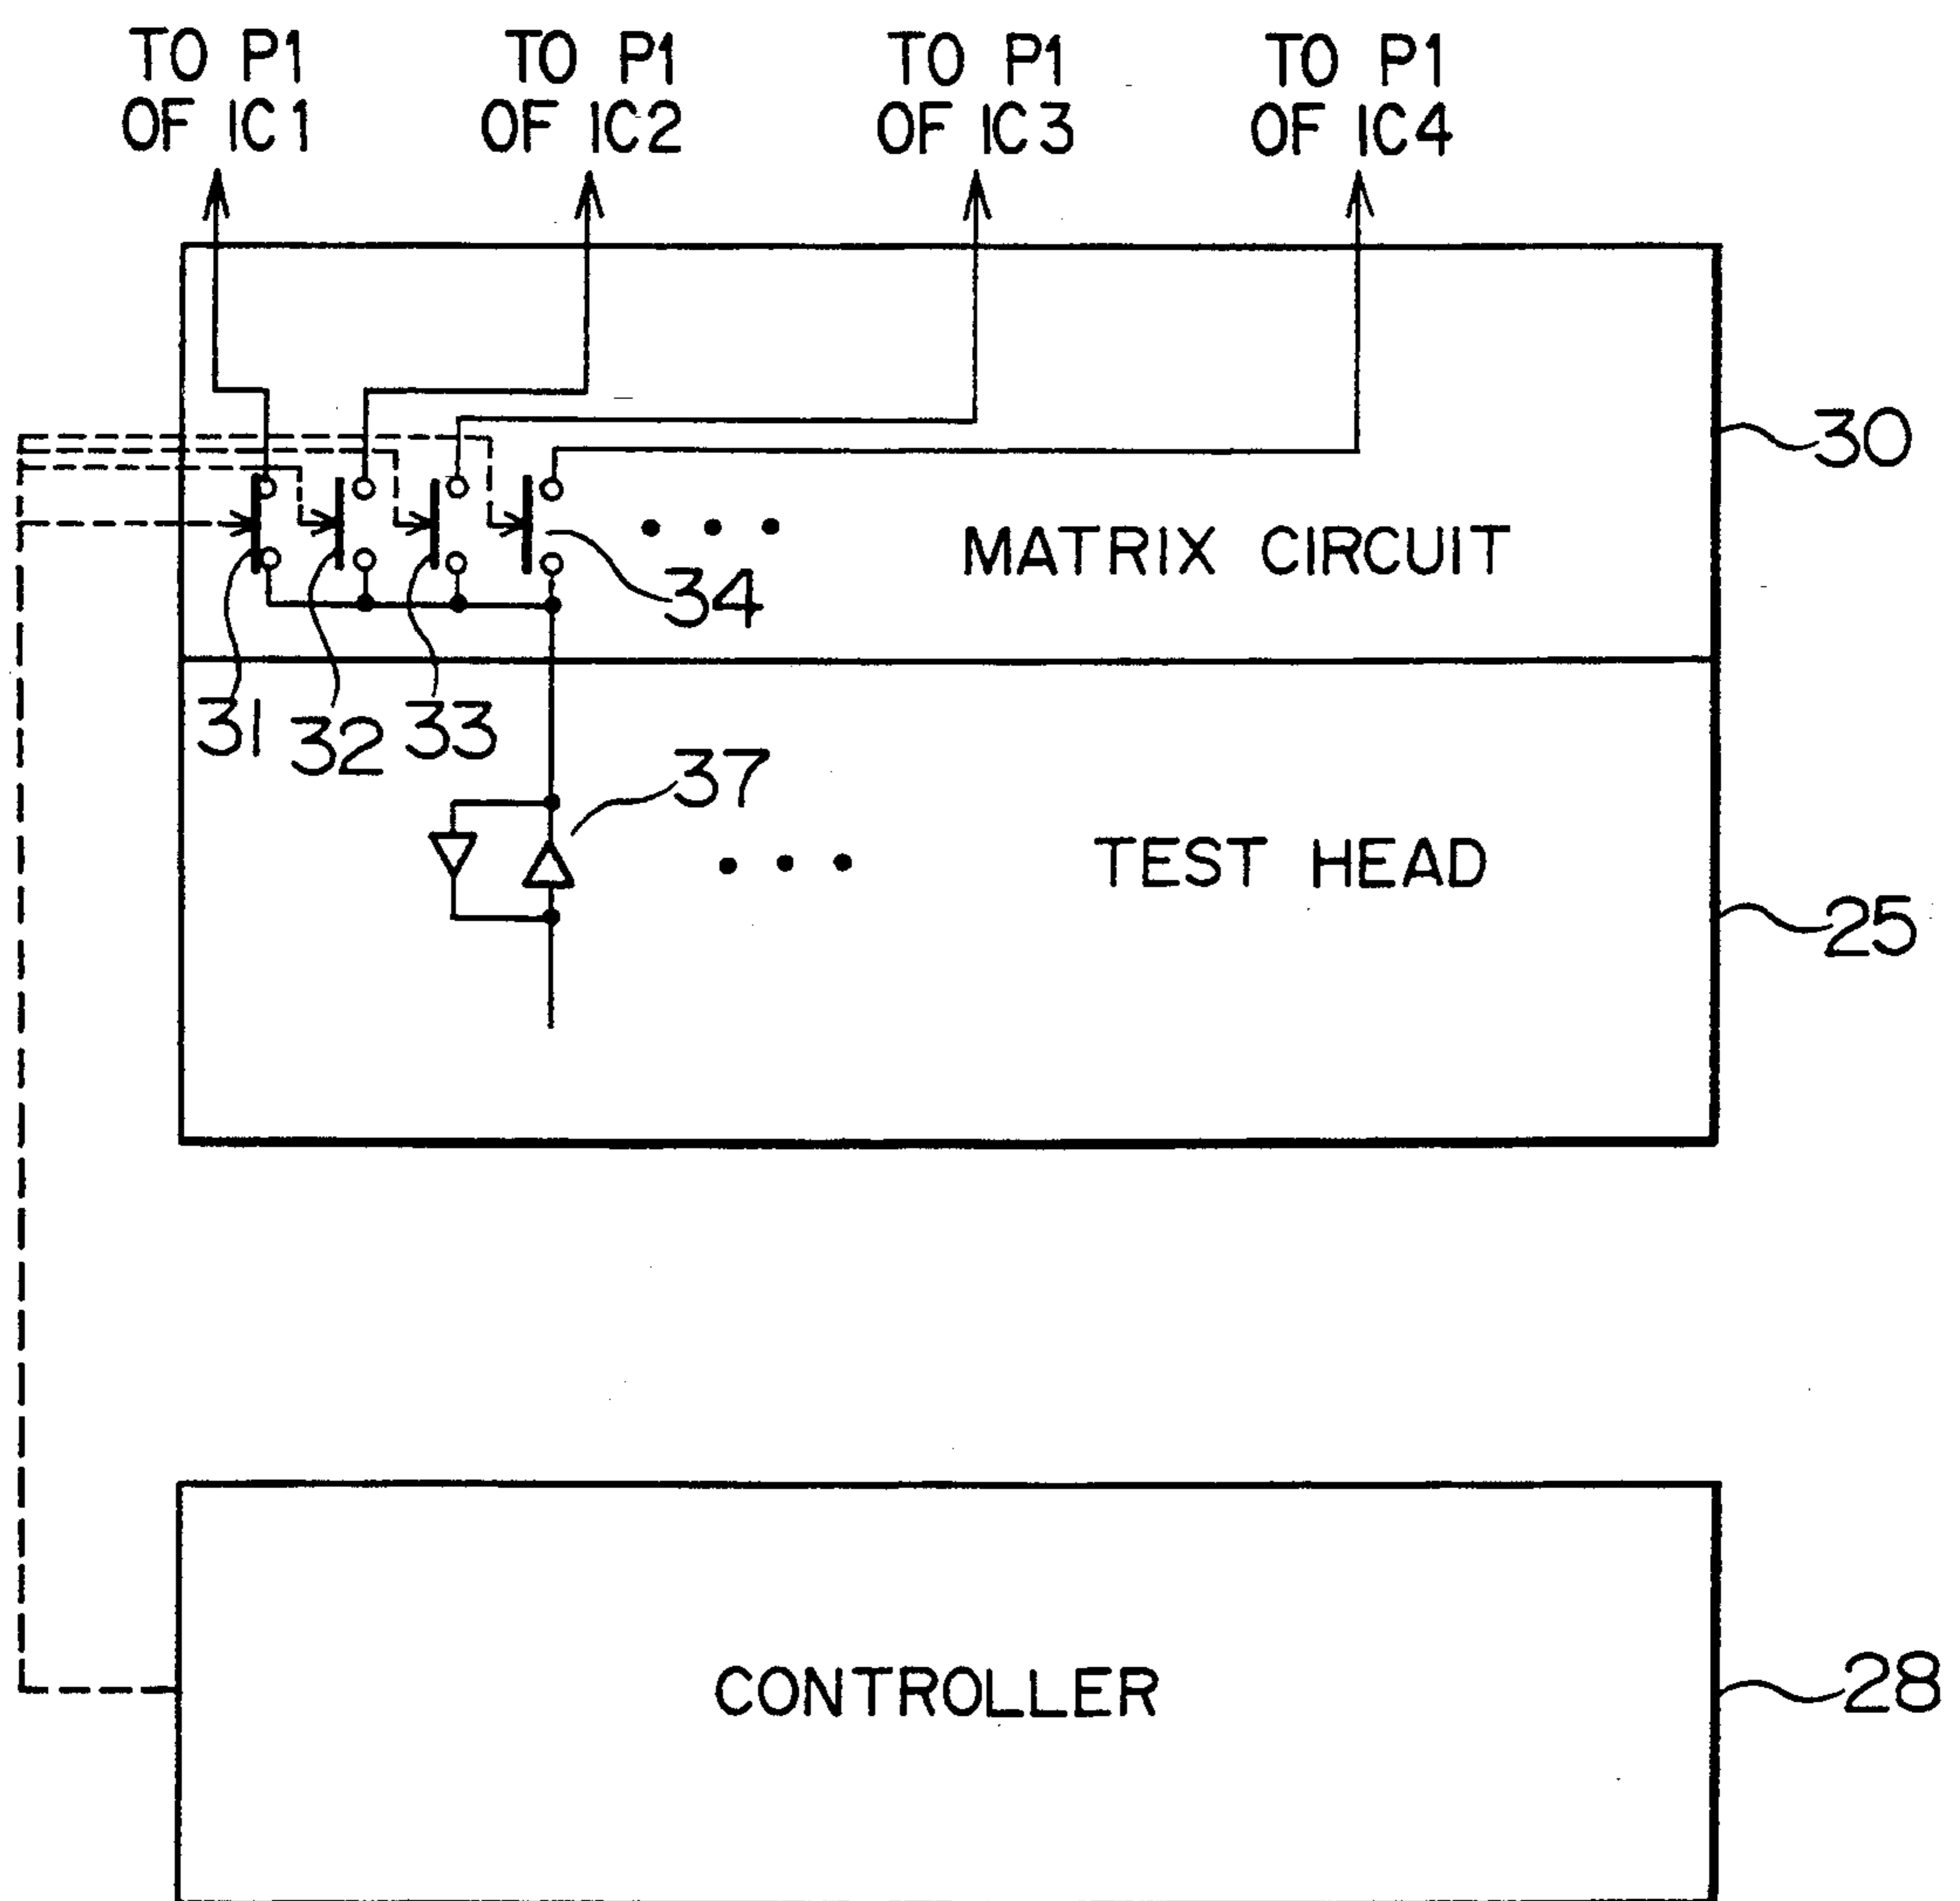 TO P1
OF IC1
TO P1
OF IC2
TO P1
OF IC3
TO P1
OF IC4
30
MATRIX CIRCUIT
34
31
32
33
37
TEST HEAD
25
CONTROLLER
28